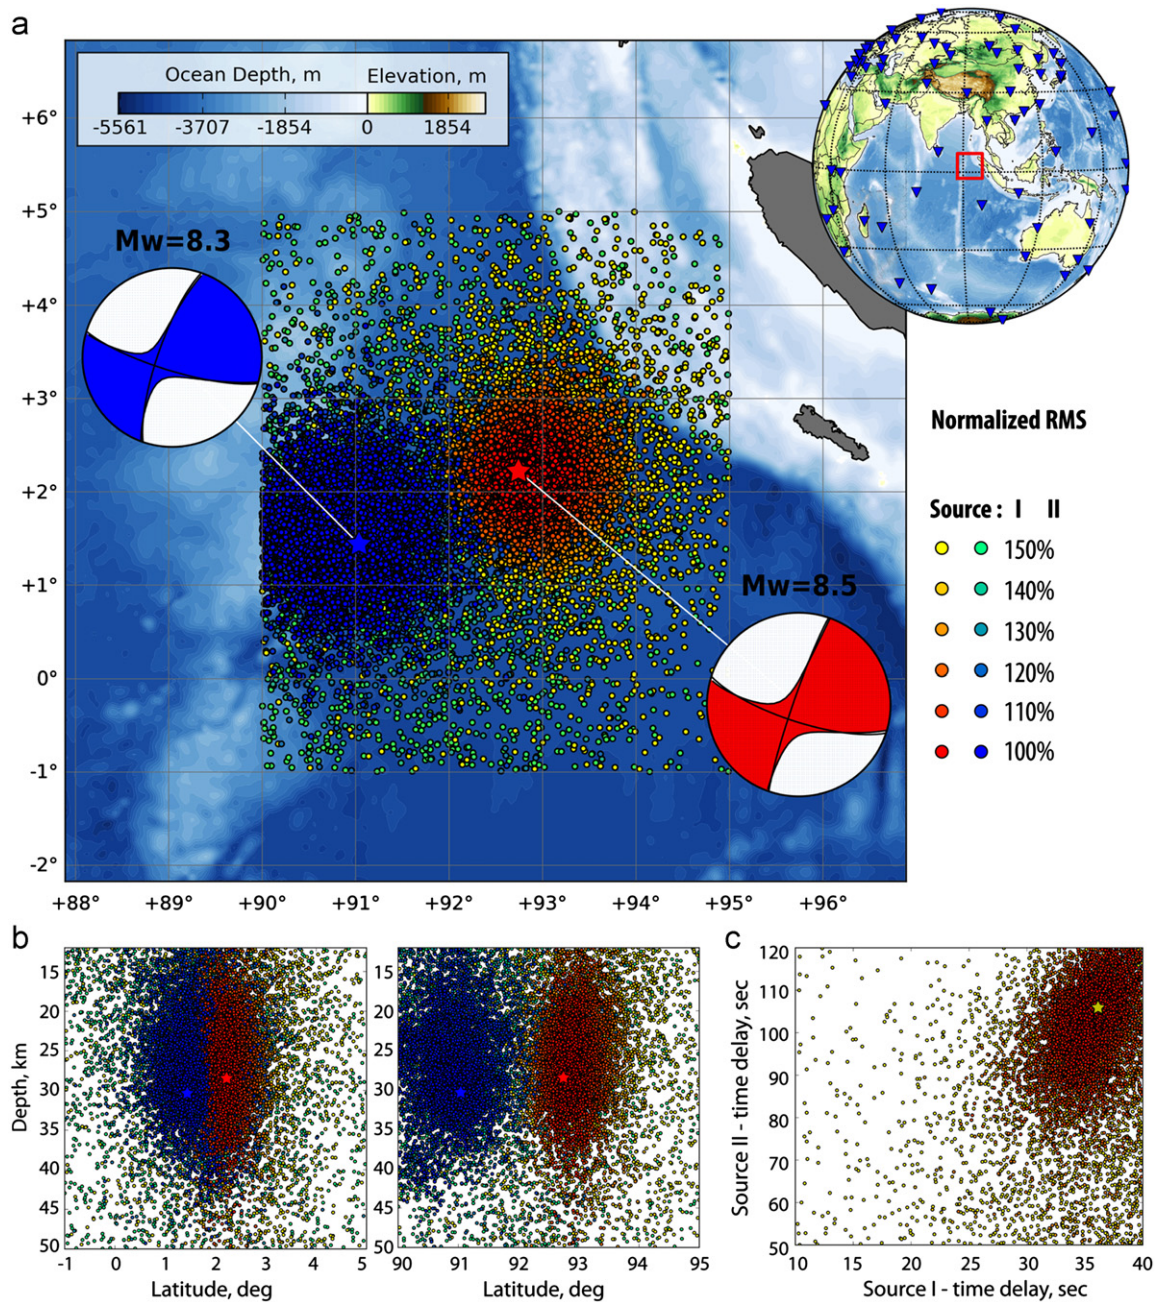 a
Ocean Depth, m Elevation, m
-5561 -3707 -1854 0 1854
+6°
+5°
+4°
+3°
+2°
+1°
0°
-1°
-2°
+88° +89° +90° +91° +92° +93° +94° +95° +96°
Mw=8.3
Mw=8.5
Normalized RMS
Source : I II
150%
140%
130%
120%
110%
100%
b
Depth, km
15
20
25
30
35
40
45
50
-1 0 1 2 3 4 5
Latitude, deg
15
20
25
30
35
40
45
50
90 91 92 93 94 95
Latitude, deg
c
Source II - time delay, sec
120
110
100
90
80
70
60
50
10 15 20 25 30 35 40
Source I - time delay, sec